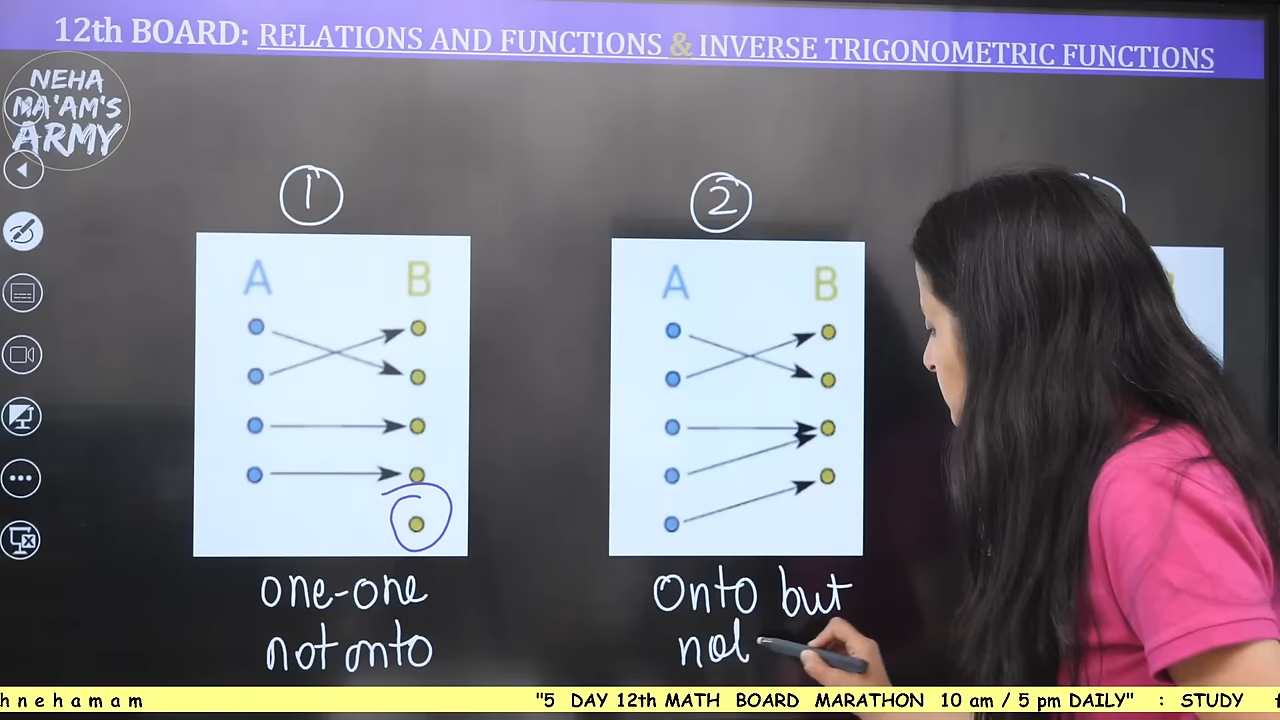 12th BOARD: RELATIONS AND FUNCTIONS & INVERSE TRIGONOMETRIC FUNCTIONS
NEHA
MA'AM'S
ARMY
1
2
A B
A B
one-one
not onto
Onto but
not
hnehamam "5 DAY 12th MATH BOARD MARATHON 10 am / 5 pm DAILY" : STUDY